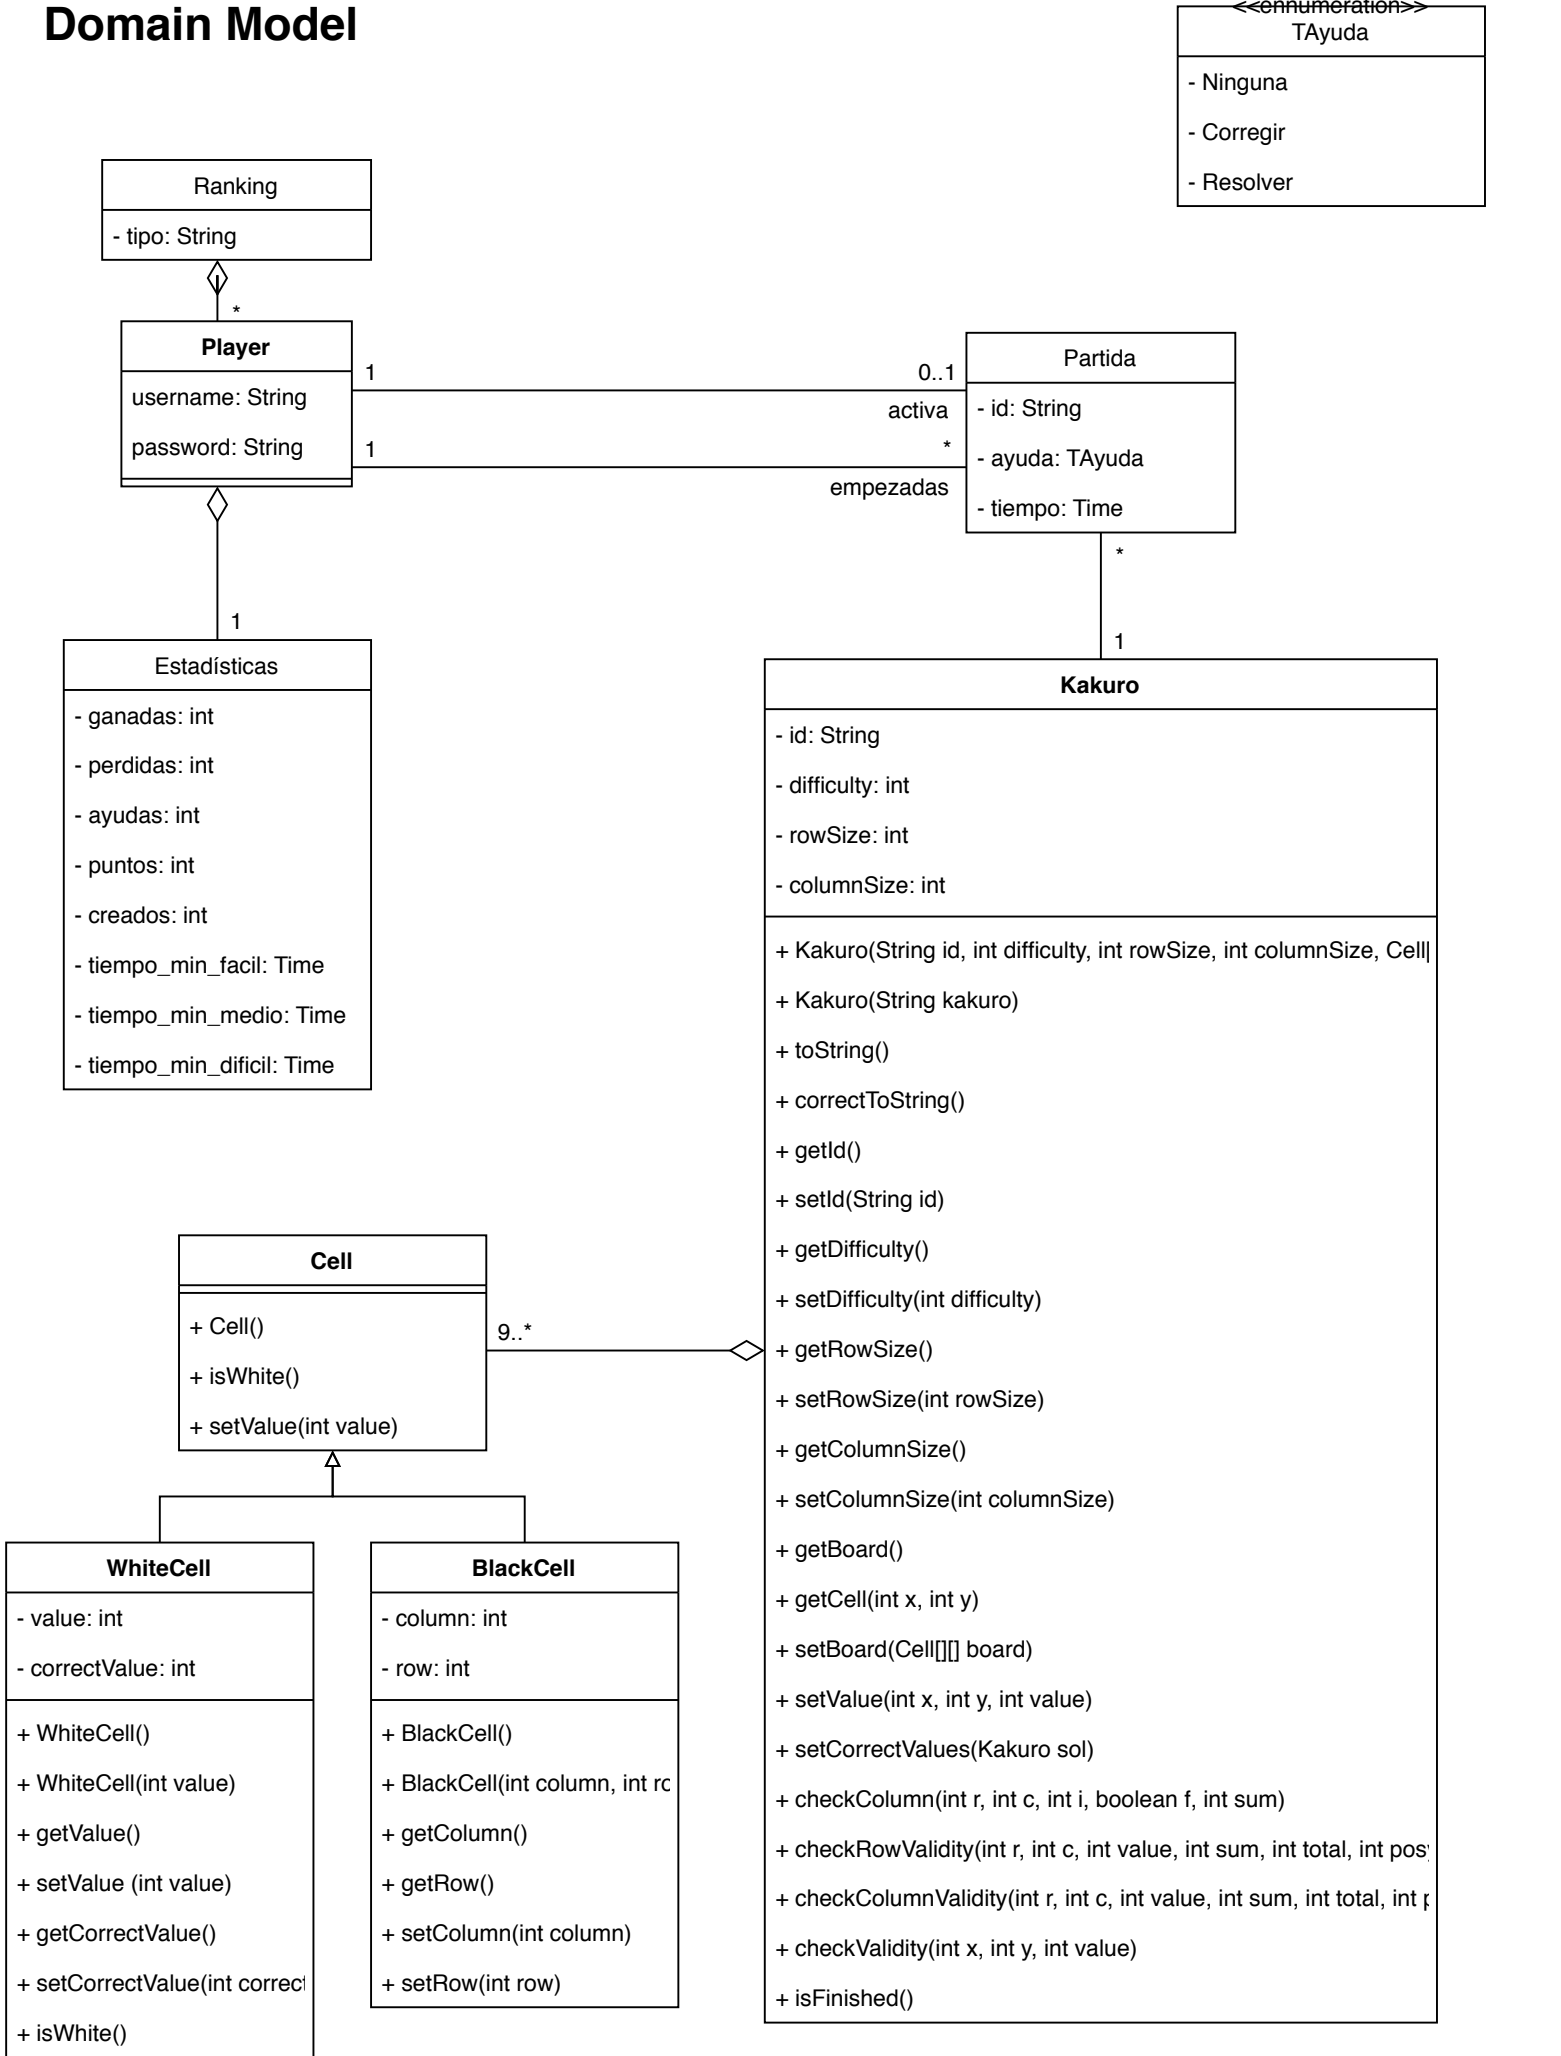 Domain Model
<<ennumeration>>
TAyuda
- Ninguna
- Corregir
- Resolver
Ranking
- tipo: String
*
Player
username: String
password: String
1
0..1
activa
1
*
empezadas
Partida
- id: String
- ayuda: TAyuda
- tiempo: Time
*
1
1
Estadísticas
- ganadas: int
- perdidas: int
- ayudas: int
- puntos: int
- creados: int
- tiempo_min_facil: Time
- tiempo_min_medio: Time
- tiempo_min_dificil: Time
Kakuro
- id: String
- difficulty: int
- rowSize: int
- columnSize: int
+ Kakuro(String id, int difficulty, int rowSize, int columnSize, Cell[
+ Kakuro(String kakuro)
+ toString()
+ correctToString()
+ getId()
+ setId(String id)
+ getDifficulty()
+ setDifficulty(int difficulty)
+ getRowSize()
+ setRowSize(int rowSize)
+ getColumnSize()
+ setColumnSize(int columnSize)
+ getBoard()
+ getCell(int x, int y)
+ setBoard(Cell[][] board)
+ setValue(int x, int y, int value)
+ setCorrectValues(Kakuro sol)
+ checkColumn(int r, int c, int i, boolean f, int sum)
+ checkRowValidity(int r, int c, int value, int sum, int total, int pos
+ checkColumnValidity(int r, int c, int value, int sum, int total, int
+ checkValidity(int x, int y, int value)
+ isFinished()
Cell
+ Cell()
+ isWhite()
+ setValue(int value)
9..*
WhiteCell
- value: int
- correctValue: int
+ WhiteCell()
+ WhiteCell(int value)
+ getValue()
+ setValue (int value)
+ getCorrectValue()
+ setCorrectValue(int correct
+ isWhite()
BlackCell
- column: int
- row: int
+ BlackCell()
+ BlackCell(int column, int ro
+ getColumn()
+ getRow()
+ setColumn(int column)
+ setRow(int row)